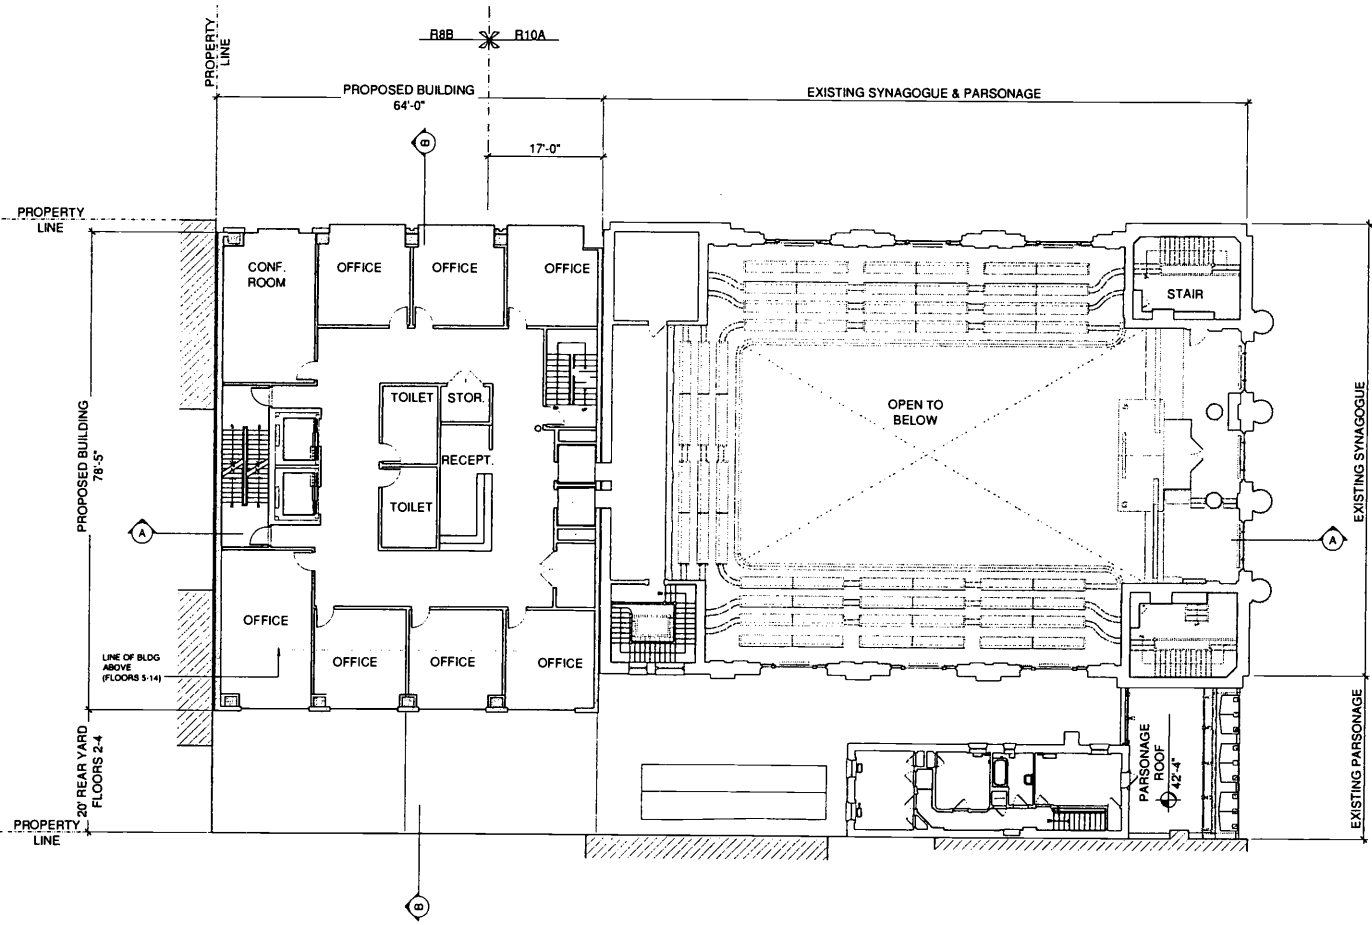 PROPERTY
LINE
R8B
R10A
PROPOSED BUILDING
64'-0"
EXISTING SYNAGOGUE & PARSONAGE
B
17'-0"
PROPERTY
LINE
CONF.
ROOM
OFFICE
OFFICE
OFFICE
STAIR
TOILET
STOR.
OPEN TO
BELOW
PROPOSED BUILDING
78'-5"
RECEPT.
TOILET
EXISTING SYNAGOGUE
A
A
OFFICE
LINE OF BLDG
ABOVE
(FLOORS 5-14)
OFFICE
OFFICE
OFFICE
20' REAR YARD
FLOORS 2-4
PARSONAGE
ROOF
42'-4"
EXISTING PARSONAGE
PROPERTY
LINE
B